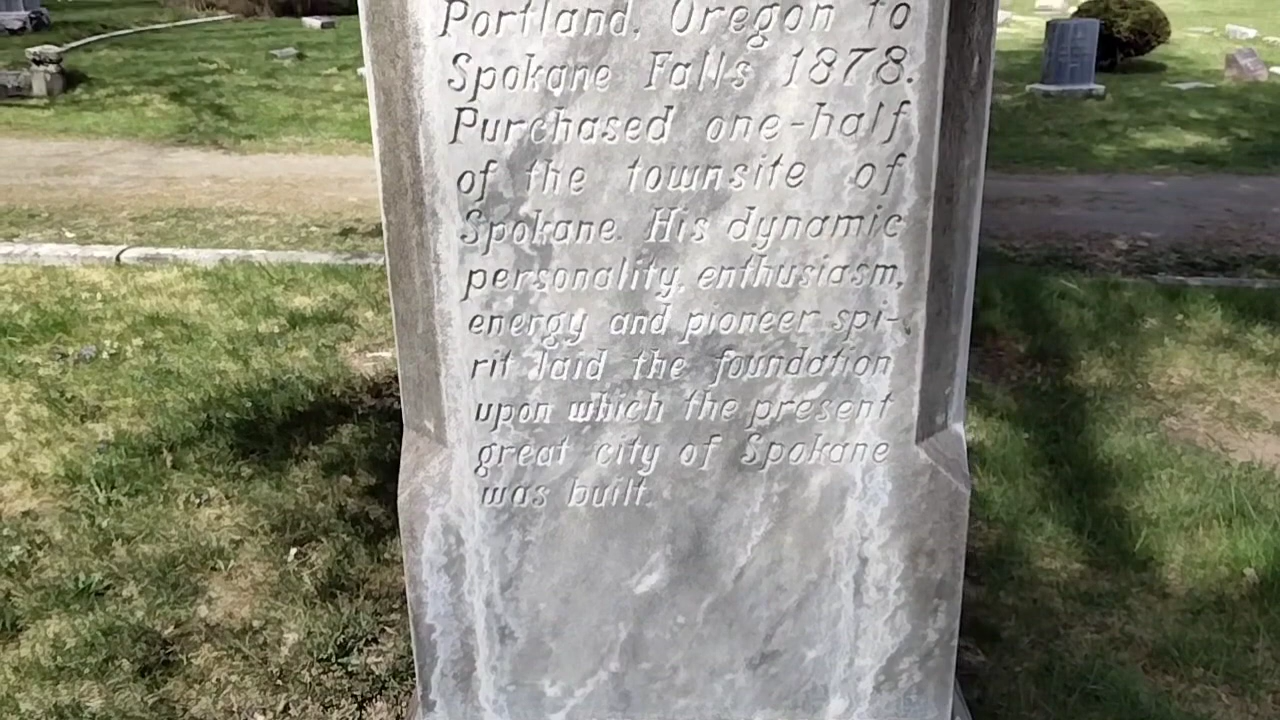 Portland, Oregon to
Spokane Falls 1878.
Purchased one-half
of the townsite of
Spokane. His dynamic
personality, enthusiasm,
energy and pioneer spi-
rit laid the foundation
upon which the present
great city of Spokane
was built.